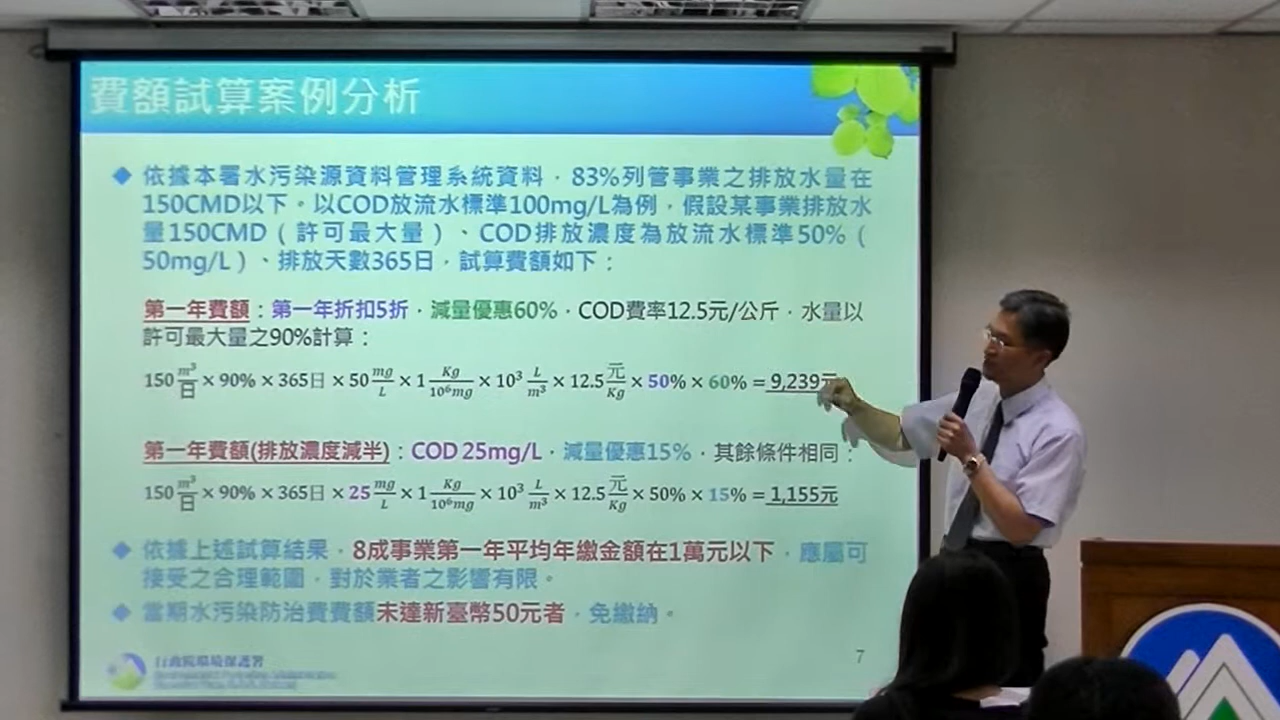 費額試算案例分析
◆ 依據本署水污染源資料管理系統資料，83%列管事業之排放水量在
150CMD以下。以COD放流水標準100mg/L為例，假設某事業排放水
量150CMD（許可最大量）、COD排放濃度為放流水標準50%（
50mg/L）、排放天數365日，試算費額如下：
第一年費額：第一年折扣5折，減量優惠60%，COD費率12.5元/公斤，水量以
許可最大量之90%計算：
150 m³/日 × 90% × 365日 × 50 mg/L × 1 Kg/10⁶mg × 10³ L/m³ × 12.5 元/Kg × 50% × 60% = 9,239元
第一年費額(排放濃度減半)：COD 25mg/L，減量優惠15%，其餘條件相同：
150 m³/日 × 90% × 365日 × 25 mg/L × 1 Kg/10⁶mg × 10³ L/m³ × 12.5 元/Kg × 50% × 15% = 1,155元
◆ 依據上述試算結果，8成事業第一年平均年繳金額在1萬元以下，應屬可
接受之合理範圍，對於業者之影響有限。
◆ 當期水污染防治費費額未達新臺幣50元者，免繳納。
行政院環境保護署
7